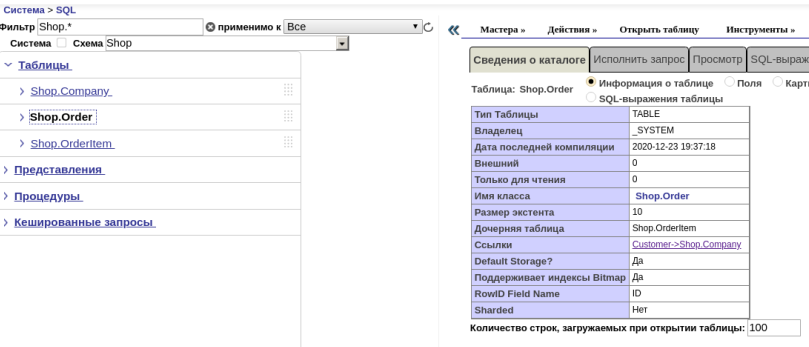 Система > SQL
Фильтр Shop.* применимо к Все
Система Схема Shop
Таблицы
Shop.Company
Shop.Order
Shop.OrderItem
Представления
Процедуры
Кешированные запросы
« Мастера » Действия » Открыть таблицу Инструменты »
Сведения о каталоге Исполнить запрос Просмотр SQL-выраж
Таблица: Shop.Order Информация о таблице Поля Карт
SQL-выражения таблицы
Тип Таблицы TABLE
Владелец _SYSTEM
Дата последней компиляции 2020-12-23 19:37:18
Внешний 0
Только для чтения 0
Имя класса Shop.Order
Размер экстента 10
Дочерняя таблица Shop.OrderItem
Ссылки Customer->Shop.Company
Default Storage? Да
Поддерживает индексы Bitmap Да
RowID Field Name ID
Sharded Нет
Количество строк, загружаемых при открытии таблицы: 100